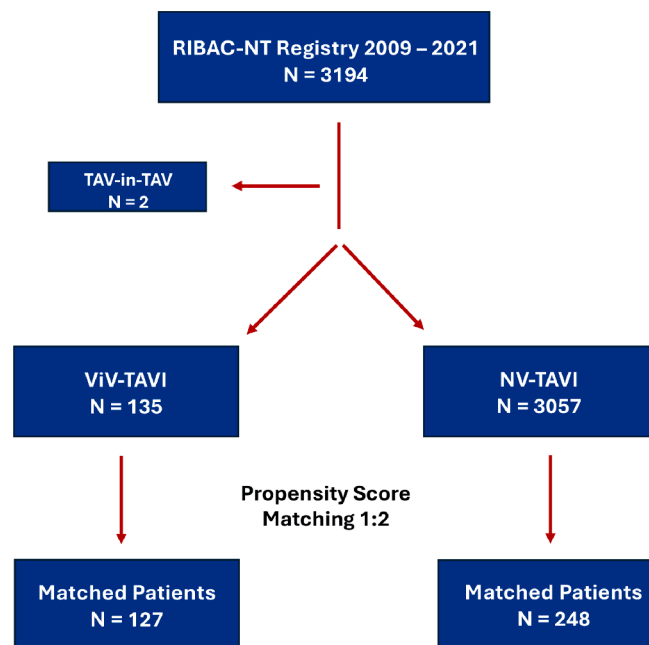 RIBAC-NT Registry 2009 – 2021
N = 3194
TAV-in-TAV
N = 2
ViV-TAVI
N = 135
NV-TAVI
N = 3057
Propensity Score
Matching 1:2
Matched Patients
N = 127
Matched Patients
N = 248